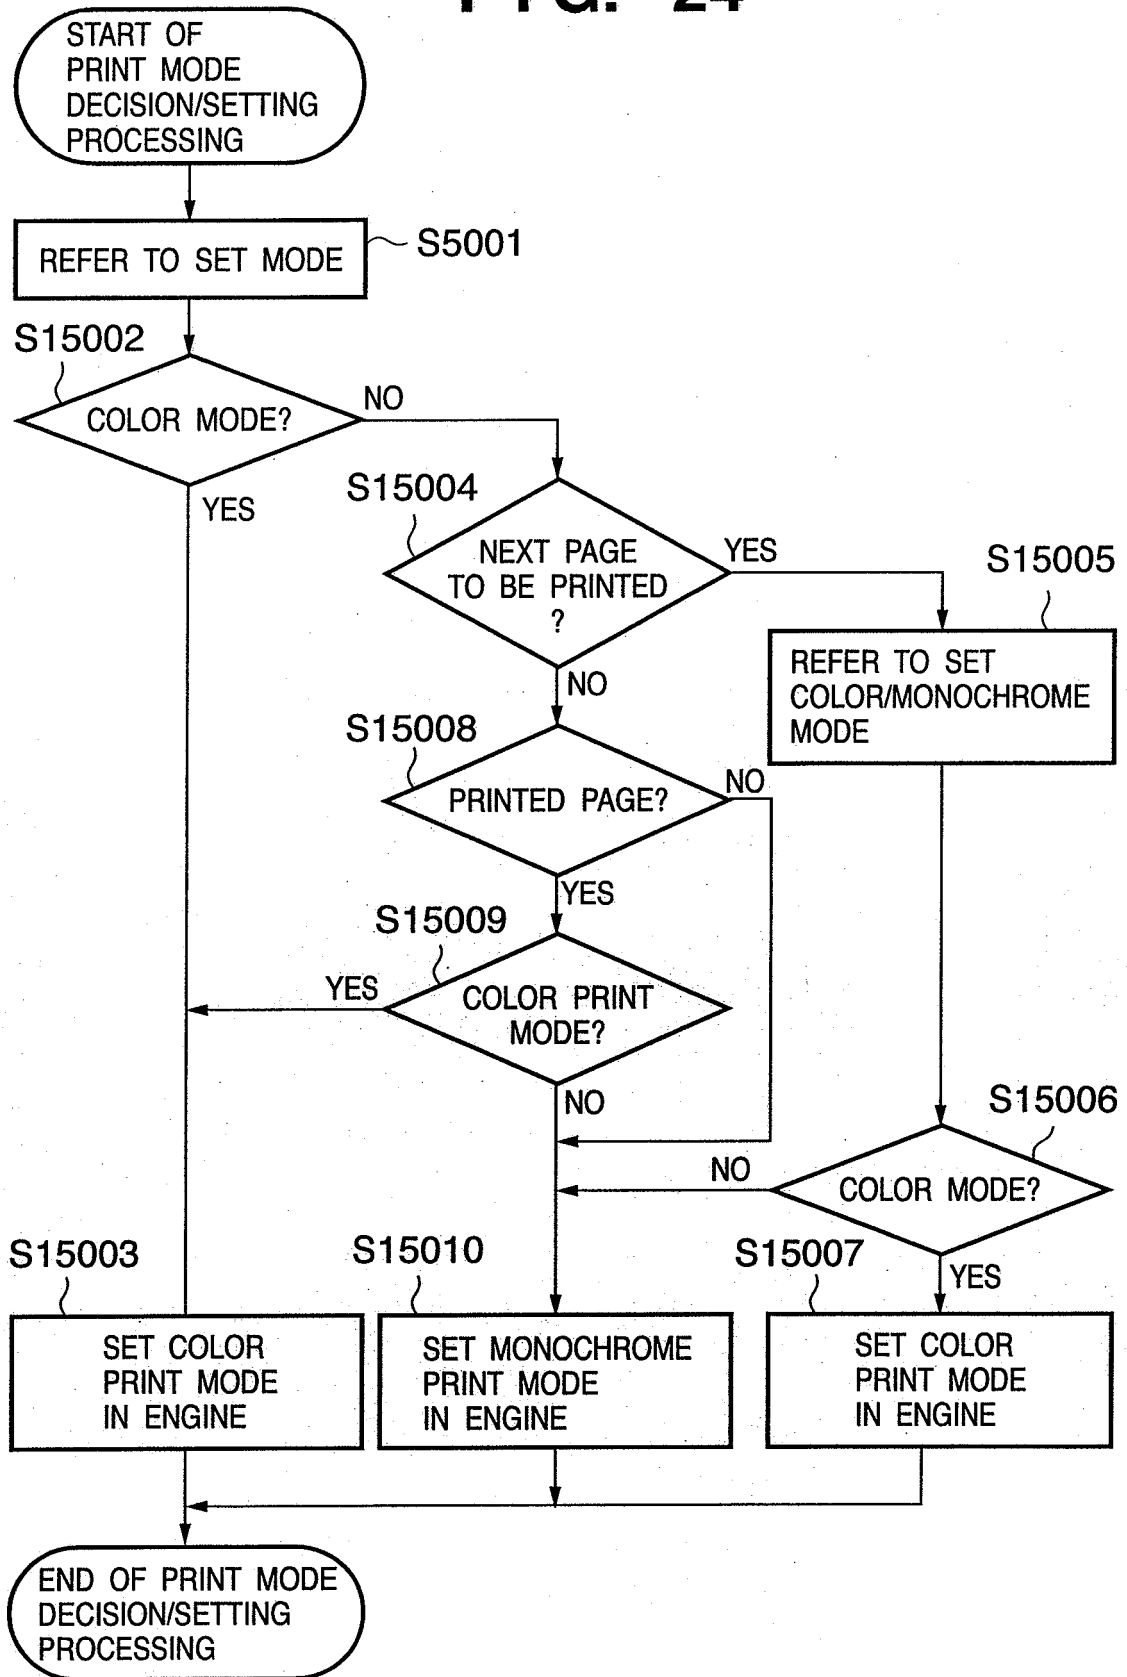 FIG. 24
START OF
PRINT MODE
DECISION/SETTING
PROCESSING
REFER TO SET MODE
S5001
S15002
COLOR MODE?
NO
YES
S15004
NEXT PAGE
TO BE PRINTED
?
YES
NO
S15005
REFER TO SET
COLOR/MONOCHROME
MODE
S15008
PRINTED PAGE?
NO
YES
S15009
COLOR PRINT
MODE?
YES
NO
S15006
COLOR MODE?
NO
YES
S15003
SET COLOR
PRINT MODE
IN ENGINE
S15010
SET MONOCHROME
PRINT MODE
IN ENGINE
S15007
SET COLOR
PRINT MODE
IN ENGINE
END OF PRINT MODE
DECISION/SETTING
PROCESSING